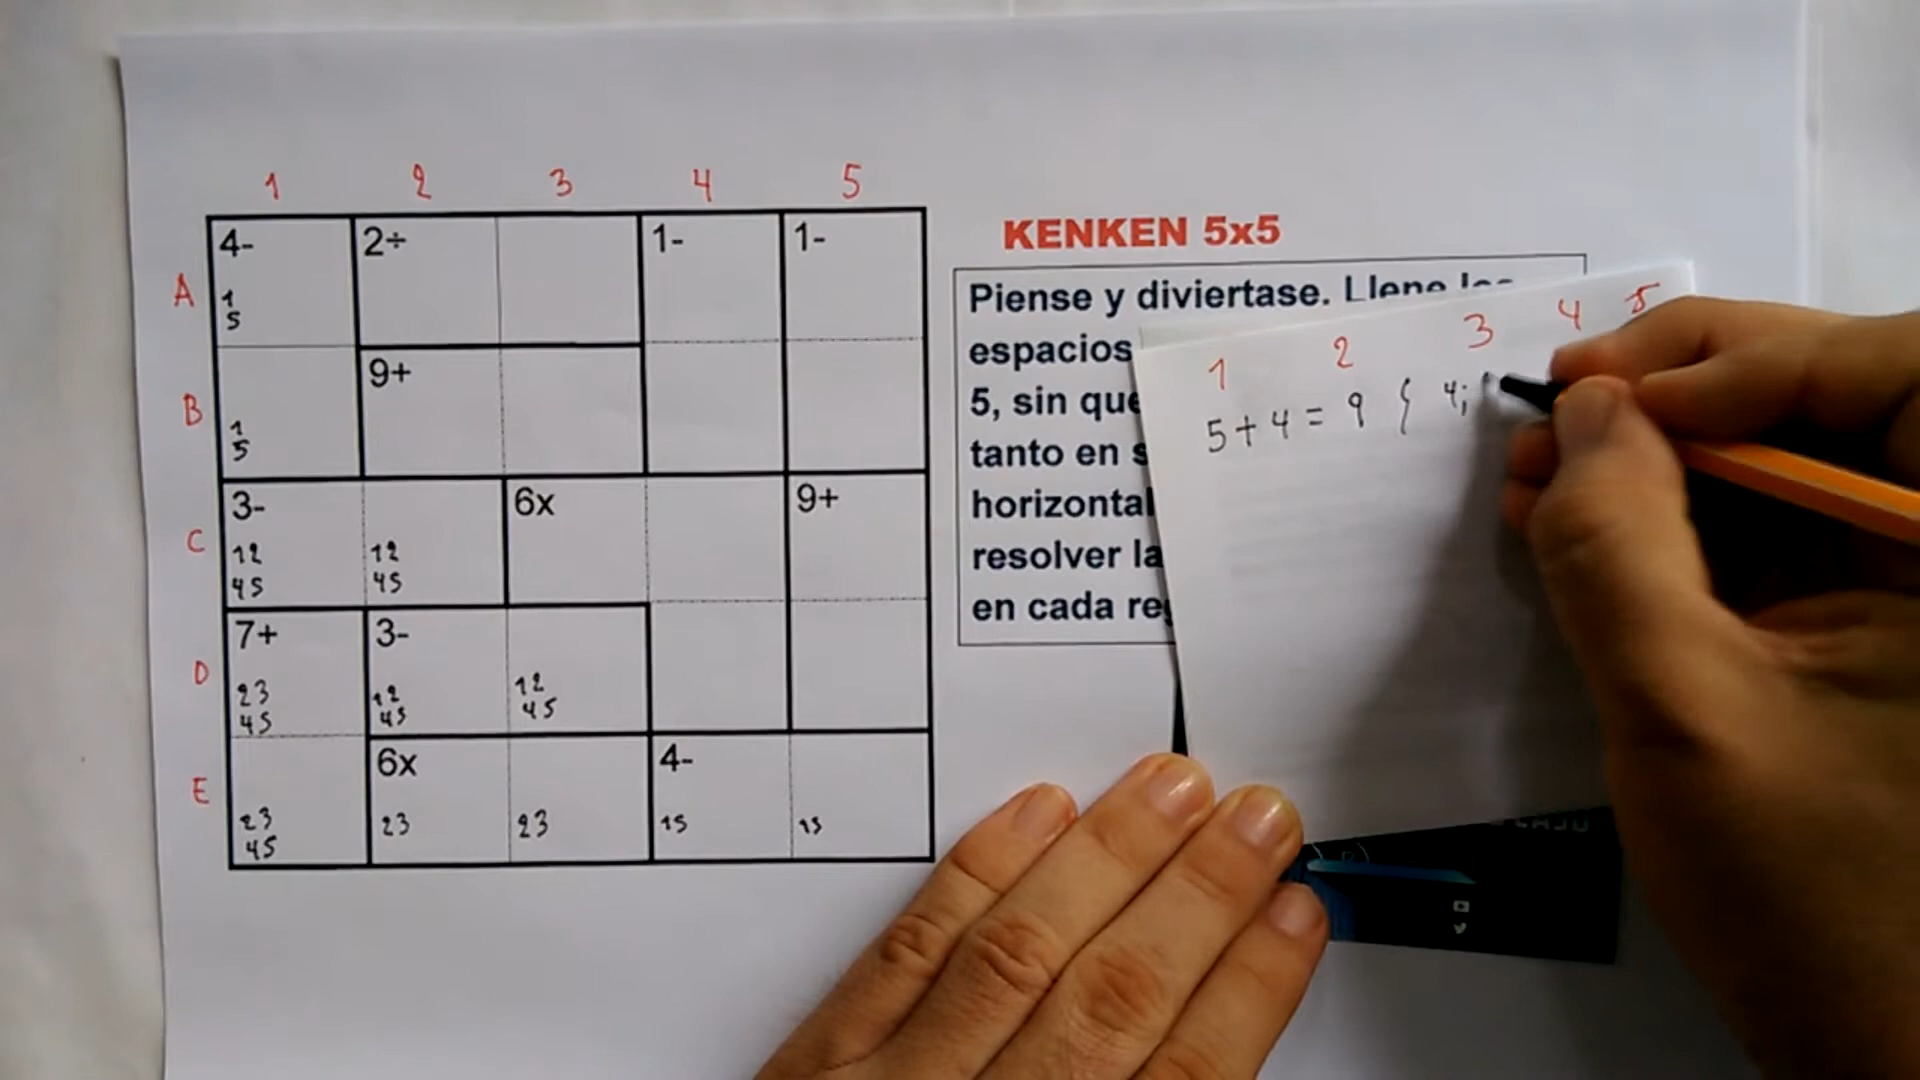 1 2 3 4 5
4- 2÷ 1- 1-
A
1
5
9+
B
1
5
3- 6x 9+
C
12 12
45 45
7+ 3-
D
23 12 12
45 45 45
6x 4-
E
23 23 23 15 15
45
KENKEN 5x5
Piense y diviertase. Llene los
espacios
5, sin que
tanto en s
horizontal
resolver la
en cada re
1 2 3 4 5
5+4=9 { 4;